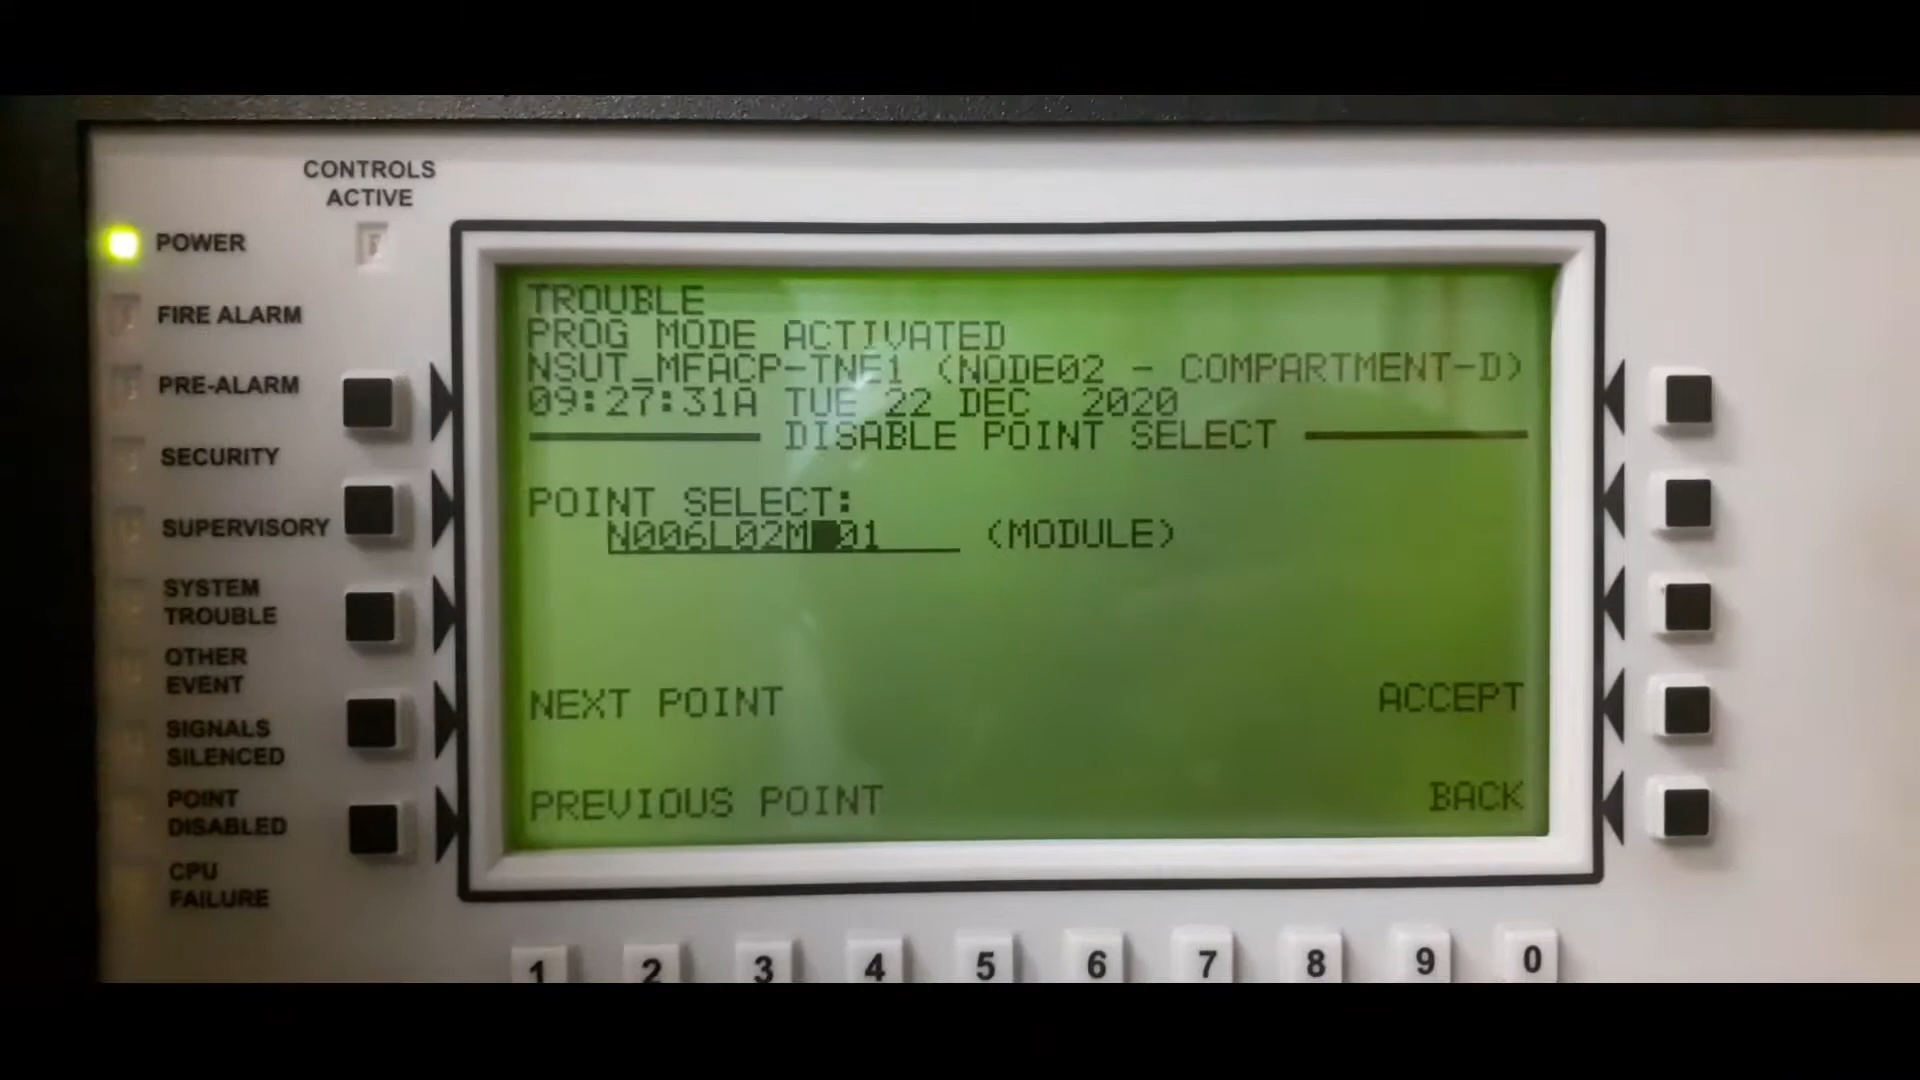 CONTROLS
ACTIVE
POWER
FIRE ALARM
PRE-ALARM
SECURITY
SUPERVISORY
SYSTEM
TROUBLE
OTHER
EVENT
SIGNALS
SILENCED
POINT
DISABLED
CPU
FAILURE
TROUBLE
PROG MODE ACTIVATED
NSUT_MFACP-TNE1 (NODE02 - COMPARTMENT-D)
09:27:31A TUE 22 DEC 2020
DISABLE POINT SELECT
POINT SELECT:
N006L02M█01 (MODULE)
NEXT POINT
ACCEPT
PREVIOUS POINT
BACK
1 2 3 4 5 6 7 8 9 0